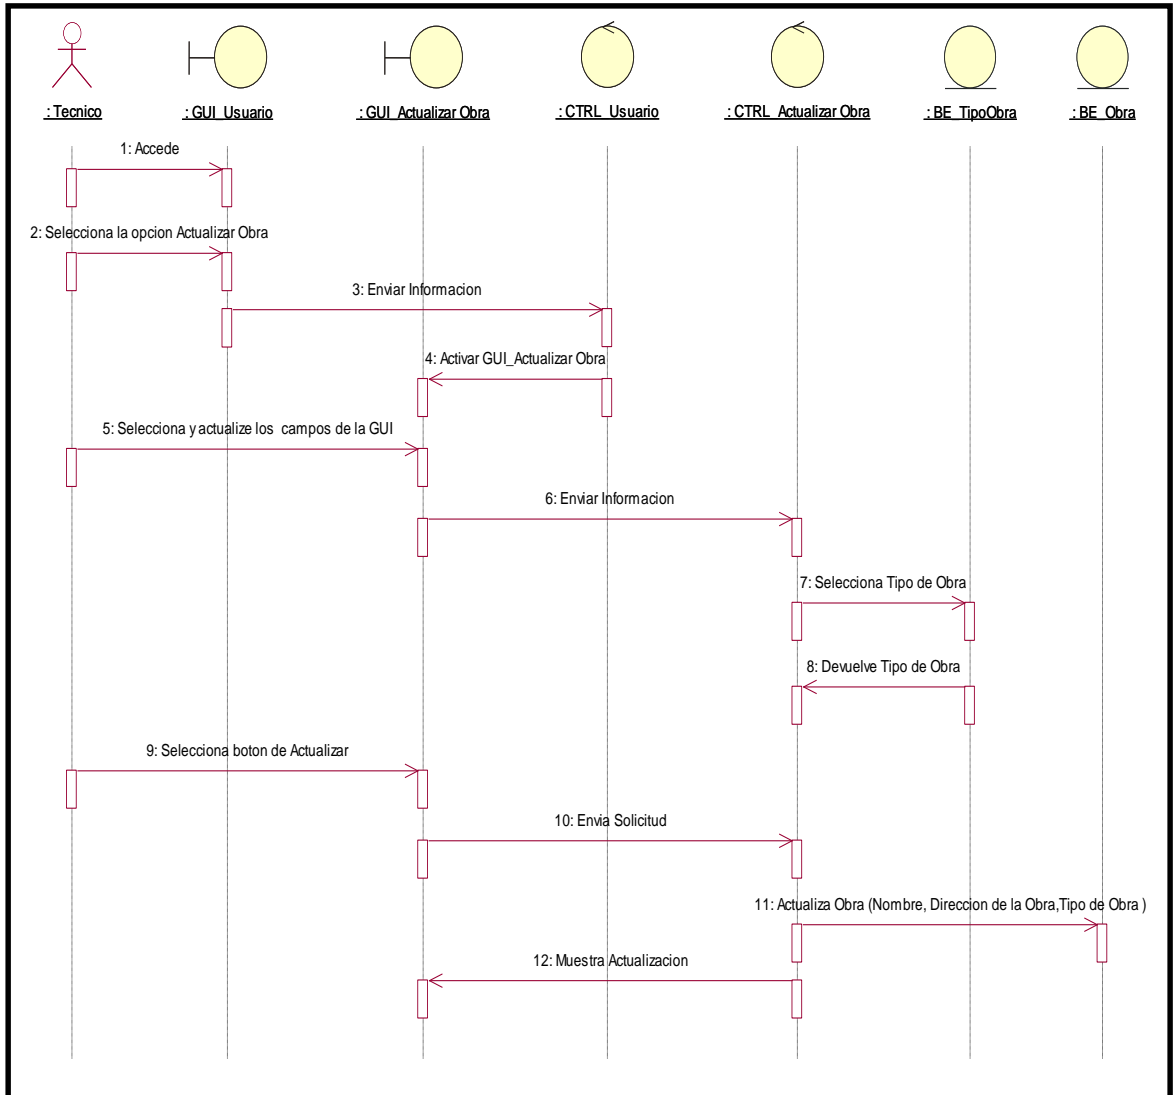 : Tecnico
: GUI_Usuario
: GUI_Actualizar Obra
: CTRL_Usuario
: CTRL_Actualizar Obra
: BE_TipoObra
: BE_Obra
1: Accede
2: Selecciona la opcion Actualizar Obra
3: Enviar Informacion
4: Activar GUI_Actualizar Obra
5: Selecciona y actualize los campos de la GUI
6: Enviar Informacion
7: Selecciona Tipo de Obra
8: Devuelve Tipo de Obra
9: Selecciona boton de Actualizar
10: Envia Solicitud
11: Actualiza Obra (Nombre, Direccion de la Obra,Tipo de Obra )
12: Muestra Actualizacion